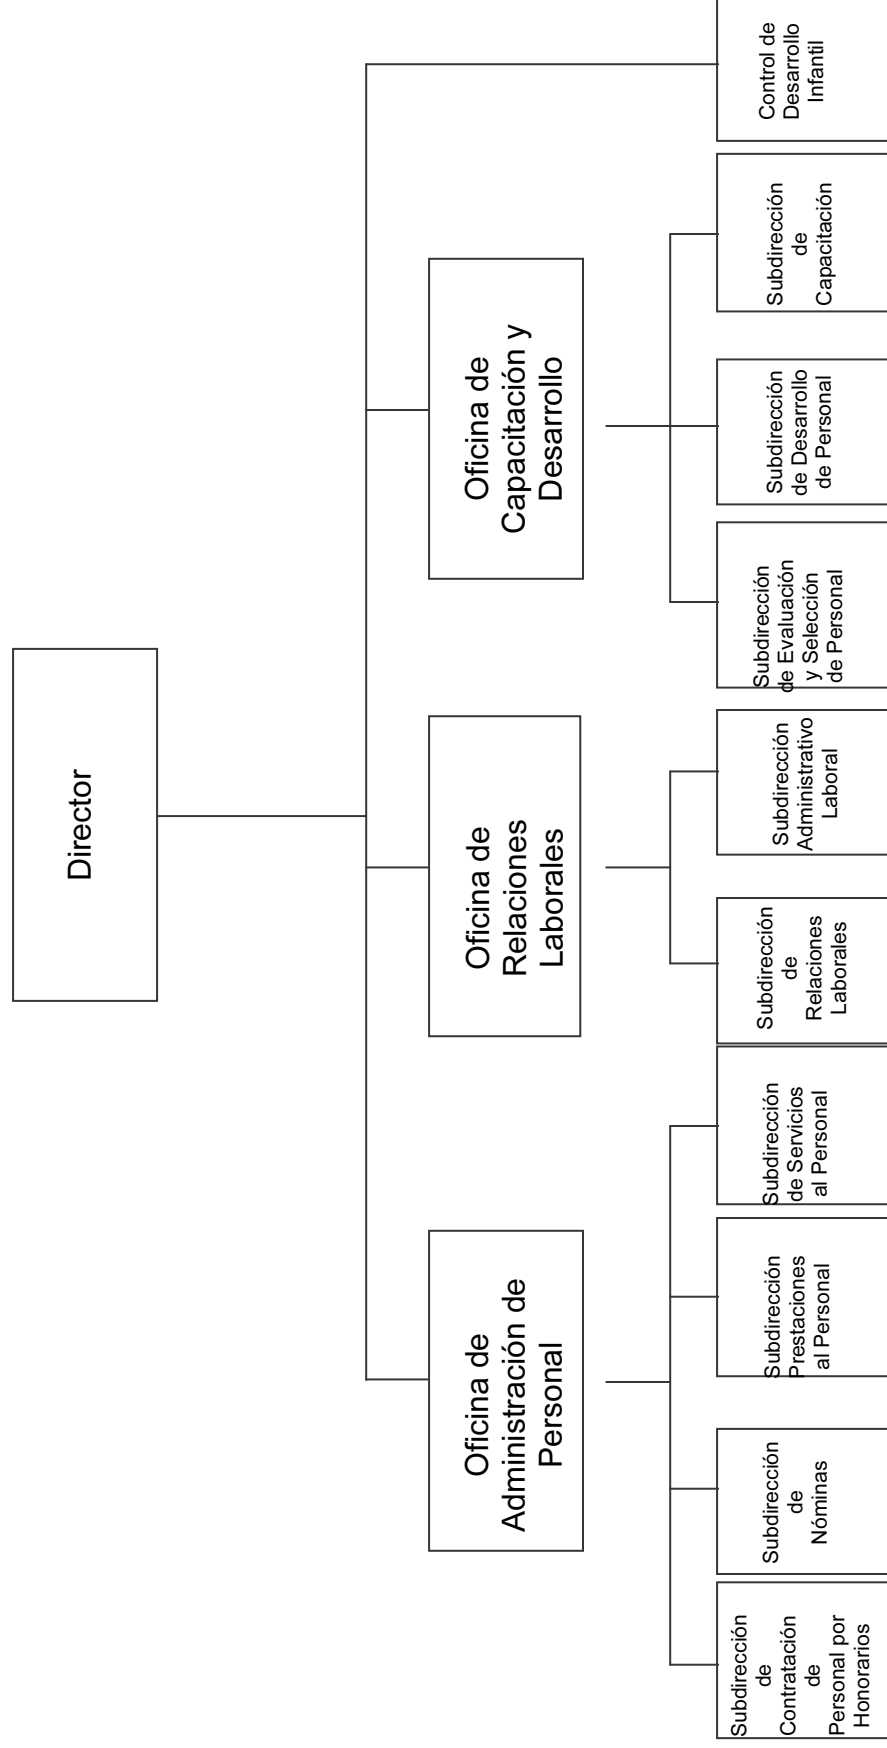 Director
Oficina de
Administración de
Personal
Oficina de
Relaciones
Laborales
Oficina de
Capacitación y
Desarrollo
Subdirección
de
Contratación
de
Personal por
Honorarios
Subdirección
de
Nóminas
Subdirección
Prestaciones
al Personal
Subdirección
de Servicios
al Personal
Subdirección
de
Relaciones
Laborales
Subdirección
Administrativo
Laboral
Subdirección
de Evaluación
y Selección
de Personal
Subdirección
de Desarrollo
de Personal
Subdirección
de
Capacitación
Control de
Desarrollo
Infantil